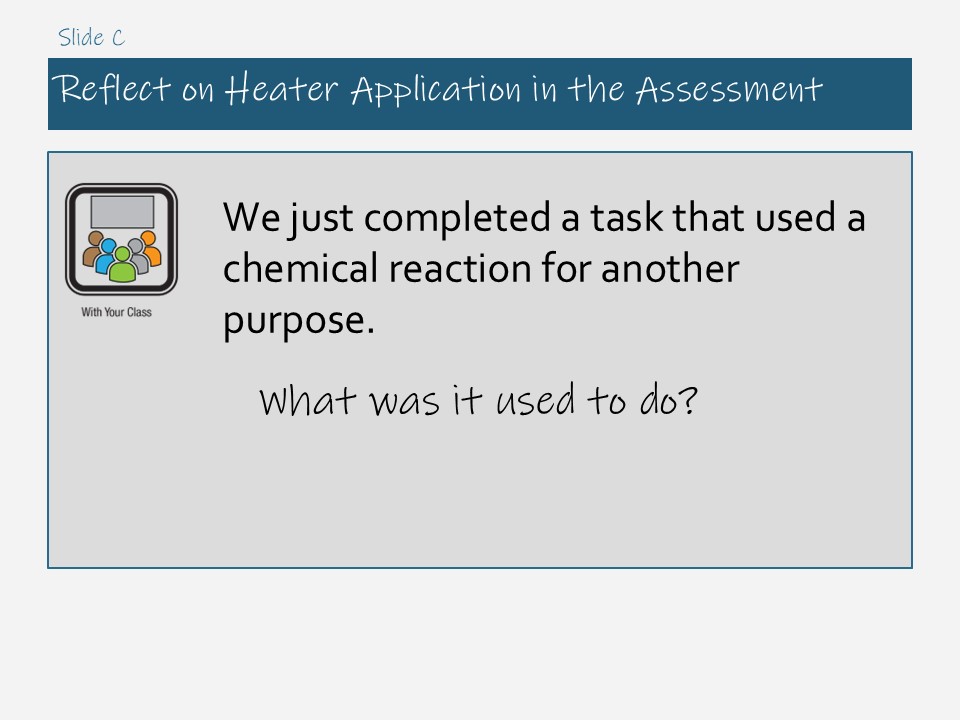 Slide C
Reflect on Heater Application in the Assessment
With Your Class
We just completed a task that used a
chemical reaction for another
purpose.
What was it used to do?